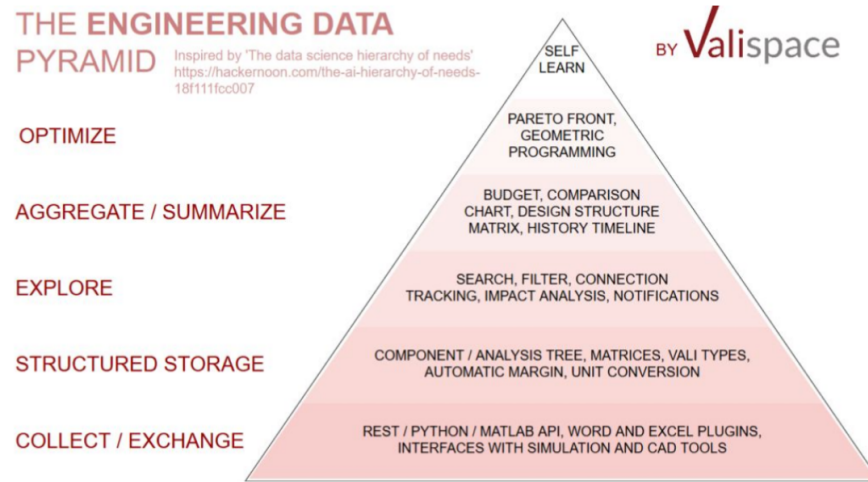 THE ENGINEERING DATA
PYRAMID
Inspired by 'The data science hierarchy of needs'
https://hackernoon.com/the-ai-hierarchy-of-needs-
18f111fcc007
BY Valispace
SELF
LEARN
OPTIMIZE
PARETO FRONT,
GEOMETRIC
PROGRAMMING
AGGREGATE / SUMMARIZE
BUDGET, COMPARISON
CHART, DESIGN STRUCTURE
MATRIX, HISTORY TIMELINE
EXPLORE
SEARCH, FILTER, CONNECTION
TRACKING, IMPACT ANALYSIS, NOTIFICATIONS
STRUCTURED STORAGE
COMPONENT / ANALYSIS TREE, MATRICES, VALI TYPES,
AUTOMATIC MARGIN, UNIT CONVERSION
COLLECT / EXCHANGE
REST / PYTHON / MATLAB API, WORD AND EXCEL PLUGINS,
INTERFACES WITH SIMULATION AND CAD TOOLS